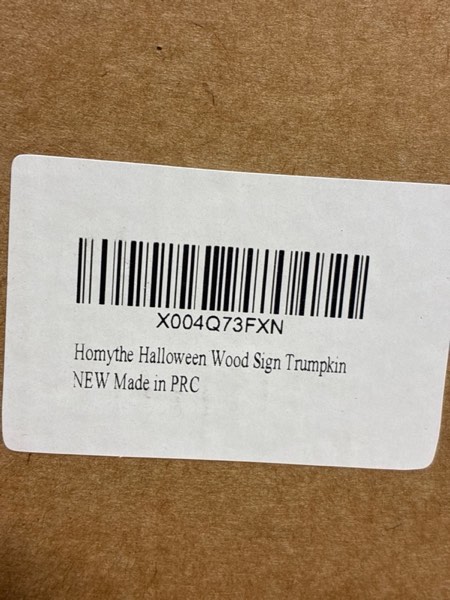 X004Q73FXN
Homythe Halloween Wood Sign Trumpkin
NEW Made in PRC